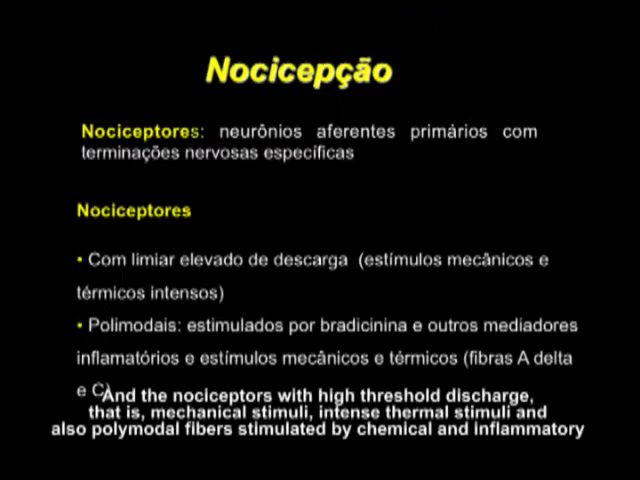 Nocicepção
Nociceptores: neurônios aferentes primários com
terminações nervosas específicas
Nociceptores
• Com limiar elevado de descarga (estímulos mecânicos e
térmicos intensos)
• Polimodais: estimulados por bradicinina e outros mediadores
inflamatórios e estímulos mecânicos e térmicos (fibras A delta
e C)
And the nociceptors with high threshold discharge,
that is, mechanical stimuli, intense thermal stimuli and
also polymodal fibers stimulated by chemical and inflammatory